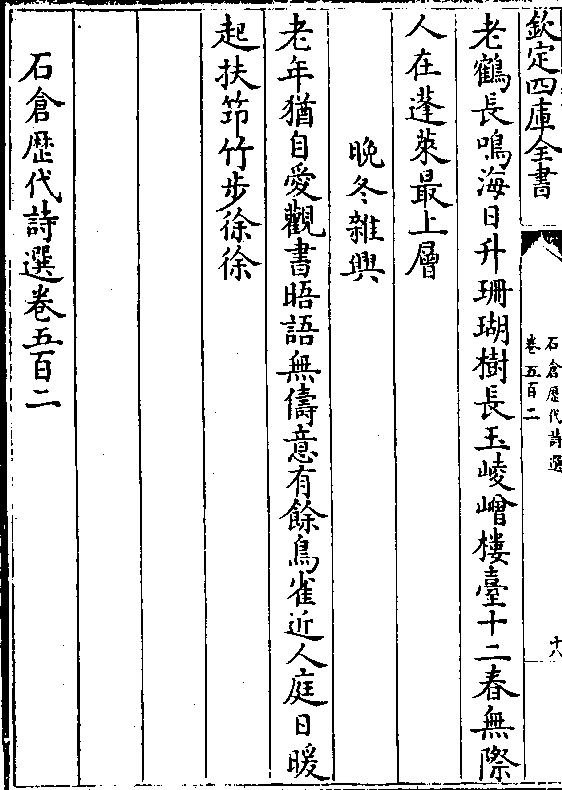 欽定四庫全書
石倉歴代詩選
卷五百二
十八
老鶴長鳴海日升珊瑚樹長玉崚嶒樓臺十二春無際
人在蓬萊最上層
晚冬雜興
老年猶自愛觀書晤語無儔意有餘鳥雀近人庭日暖
起扶笻竹步徐徐
石倉歴代詩選卷五百二